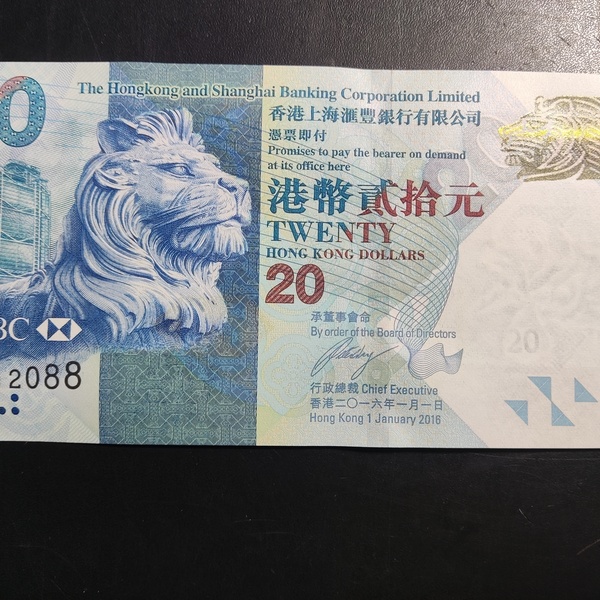 0
The Hongkong and Shanghai Banking Corporation Limited
香港上海滙豐銀行有限公司
憑票即付
Promises to pay the bearer on demand
at its office here
港幣貳拾元
TWENTY
HONG KONG DOLLARS
20
承董事會命
By order of the Board of Directors
行政總裁 Chief Executive
香港二〇一六年一月一日
Hong Kong 1 January 2016
BC
2088
20